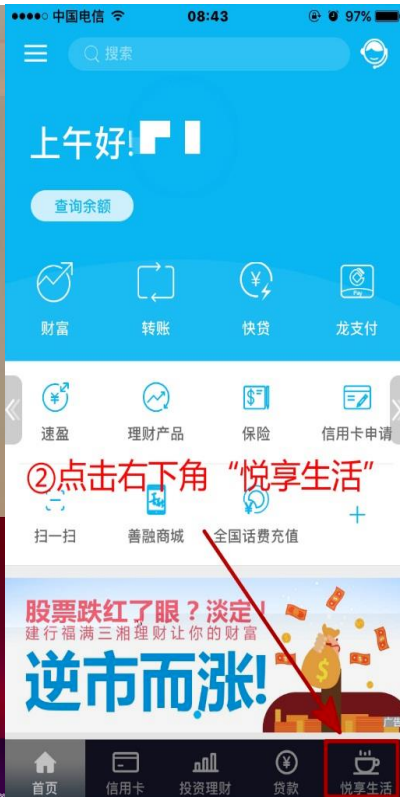 中国电信 08:43 97%
搜索
上午好!
查询余额
财富 转账 快贷 龙支付
Pay
速盈 理财产品 保险 信用卡申请
②点击右下角“悦享生活”
扫一扫 善融商城 全国话费充值
股票跌红了眼？淡定！
建行福满三湘理财让你的财富
逆市而涨!
广告
首页 信用卡 投资理财 贷款 悦享生活